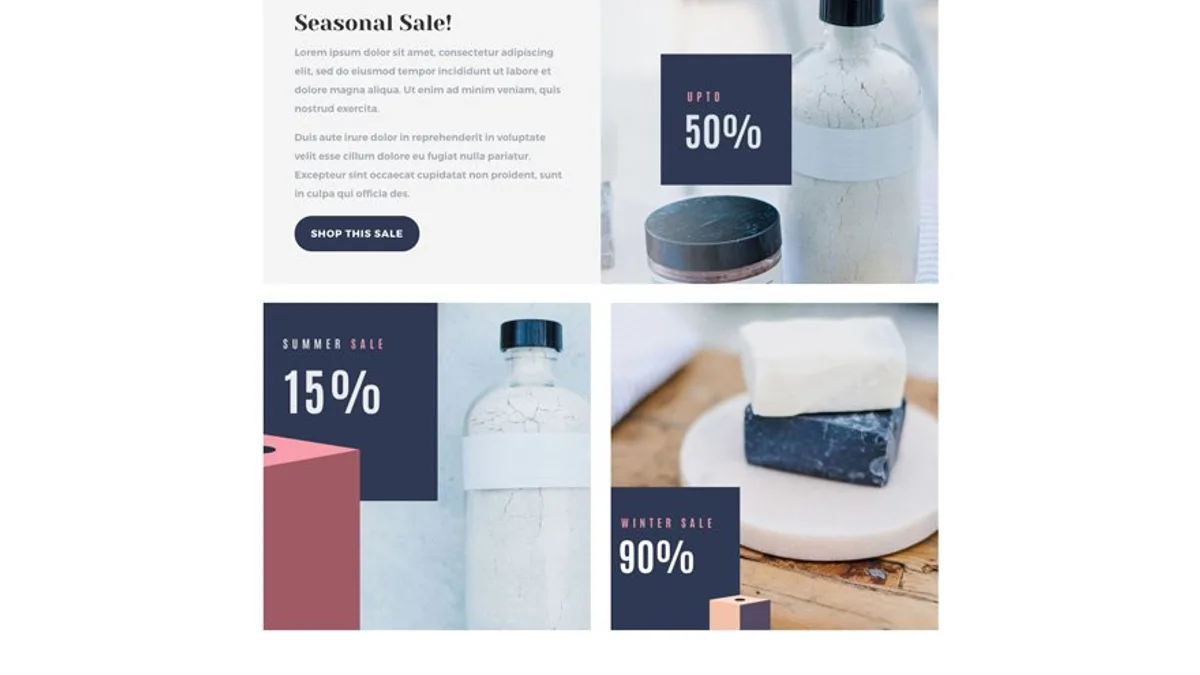 Seasonal Sale!
Lorem ipsum dolor sit amet, consectetur adipiscing
elit, sed do eiusmod tempor incididunt ut labore et
dolore magna aliqua. Ut enim ad minim veniam, quis
nostrud exercita.
Duis aute irure dolor in reprehenderit in voluptate
velit esse cillum dolore eu fugiat nulla pariatur.
Excepteur sint occaecat cupidatat non proident, sunt
in culpa qui officia des.
SHOP THIS SALE
UPTO
50%
SUMMER SALE
15%
WINTER SALE
90%